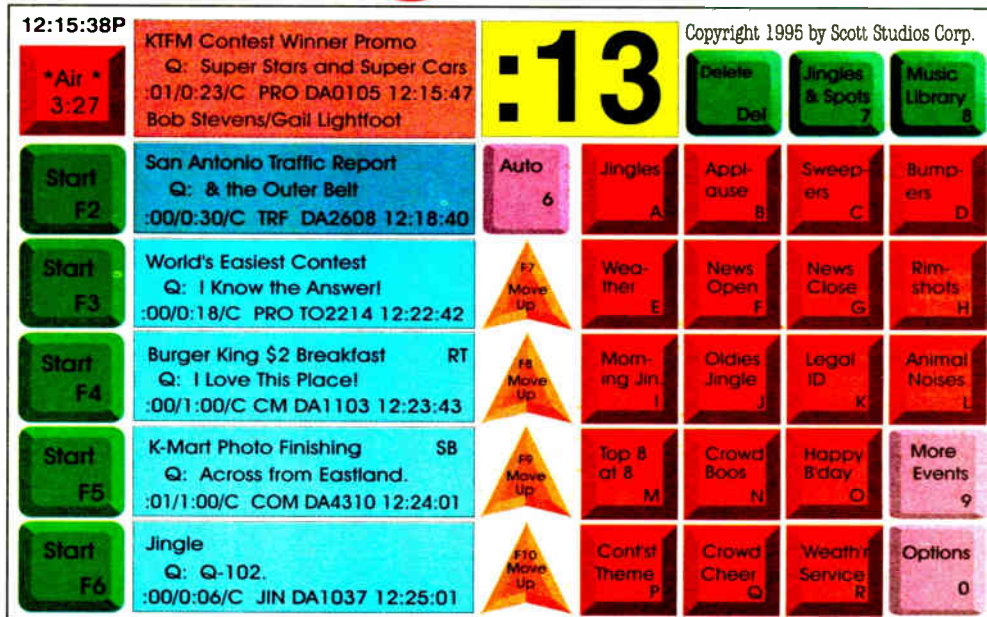 12:15:38P
*Air *
3:27
KTFM Contest Winner Promo
Q: Super Stars and Super Cars
:01/0:23/C PRO DA0105 12:15:47
Bob Stevens/Gail Lightfoot
:13
Copyright 1995 by Scott Studios Corp.
Delete
Del
Jingles
& Spots
7
Music
Library
8
Start
F2
San Antonio Traffic Report
Q: & the Outer Belt
:00/0:30/C TRF DA2608 12:18:40
Auto
6
Jingles
A
Appl-
ause
B
Sweep-
ers
C
Bump-
ers
D
Start
F3
World's Easiest Contest
Q: I Know the Answer!
:00/0:18/C PRO TO2214 12:22:42
F7
Move
Up
Wea-
ther
E
News
Open
F
News
Close
G
Rim-
shots
H
Start
F4
Burger King $2 Breakfast RT
Q: I Love This Place!
:00/1:00/C CM DA1103 12:23:43
F8
Move
Up
Morn-
ing Jin.
I
Oldies
Jingle
J
Legal
ID
K
Animal
Noises
L
Start
F5
K-Mart Photo Finishing SB
Q: Across from Eastland.
:01/1:00/C COM DA4310 12:24:01
F9
Move
Up
Top 8
at 8
M
Crowd
Boos
N
Happy
B'day
O
More
Events
9
Start
F6
Jingle
Q: Q-102.
:00/0:06/C JIN DA1037 12:25:01
F10
Move
Up
Cont'st
Theme
P
Crowd
Cheer
Q
Weath'r
Service
R
Options
0